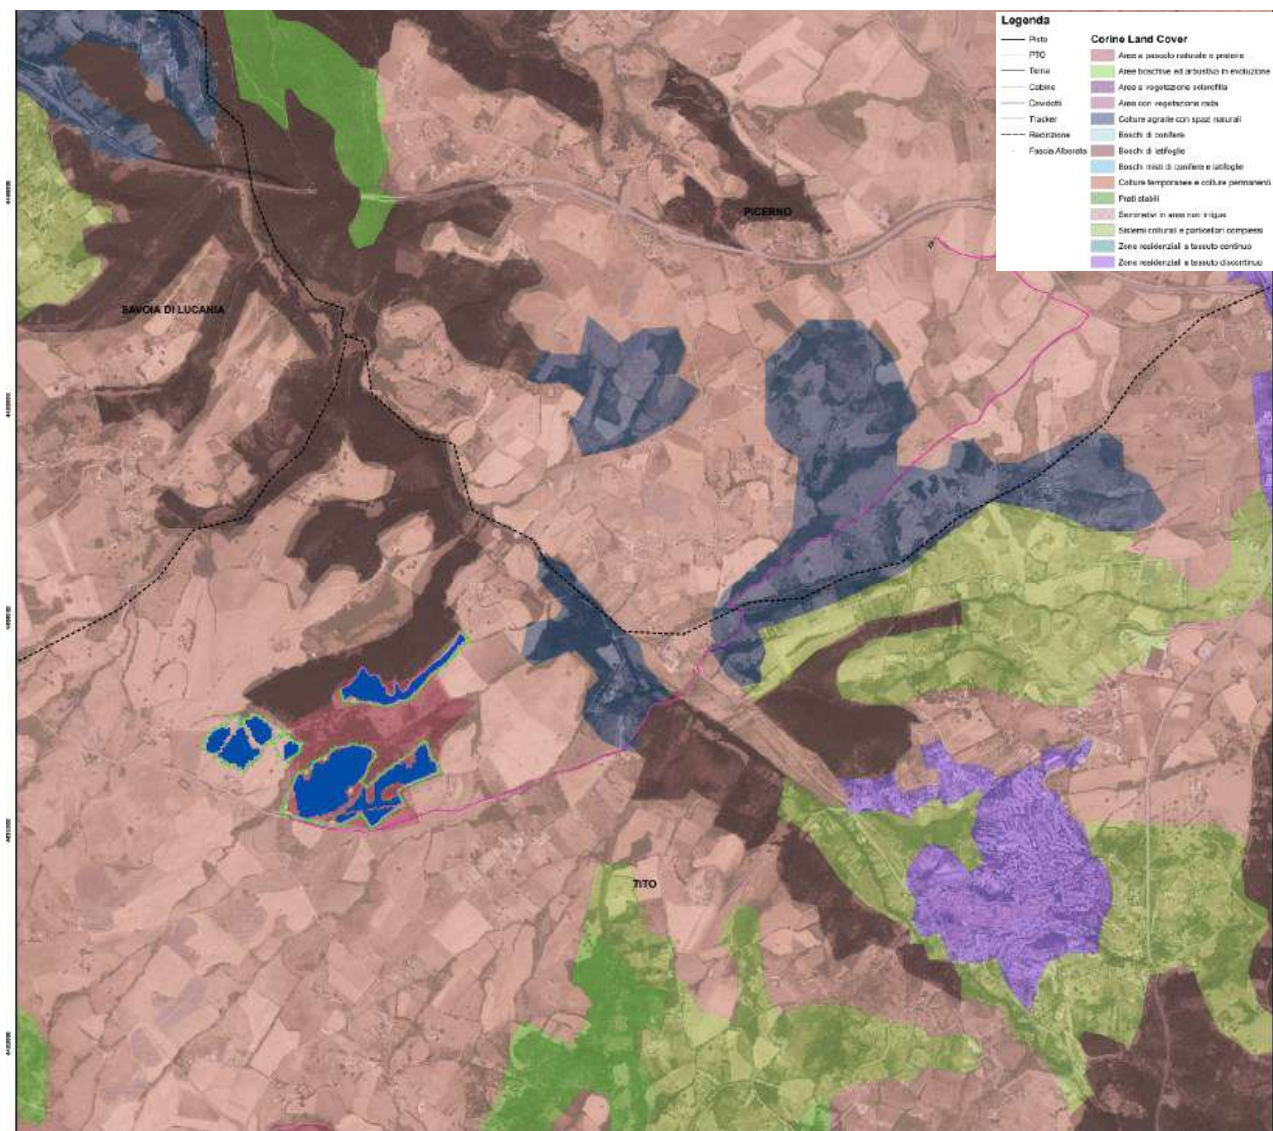 Legenda
Piste
PTO
Terna
Cabine
Cavidotti
Tracker
Recinzione
Fascia Alborata
Corine Land Cover
Aree a pascolo naturale e praterie
Aree boschive ed arbustive in evoluzione
Aree a vegetazione sclerofilla
Aree con vegetazione rada
Colture agrarie con spazi naturali
Boschi di conifere
Boschi di latifoglie
Boschi misti di conifere e latifoglie
Colture temporanee e colture permanenti
Prati stabili
Seminativi in aree non irrigue
Sistemi colturali e particellari complessi
Zone residenziali a tessuto continuo
Zone residenziali a tessuto discontinuo
PICERNO
SAVOIA DI LUCANIA
TITO